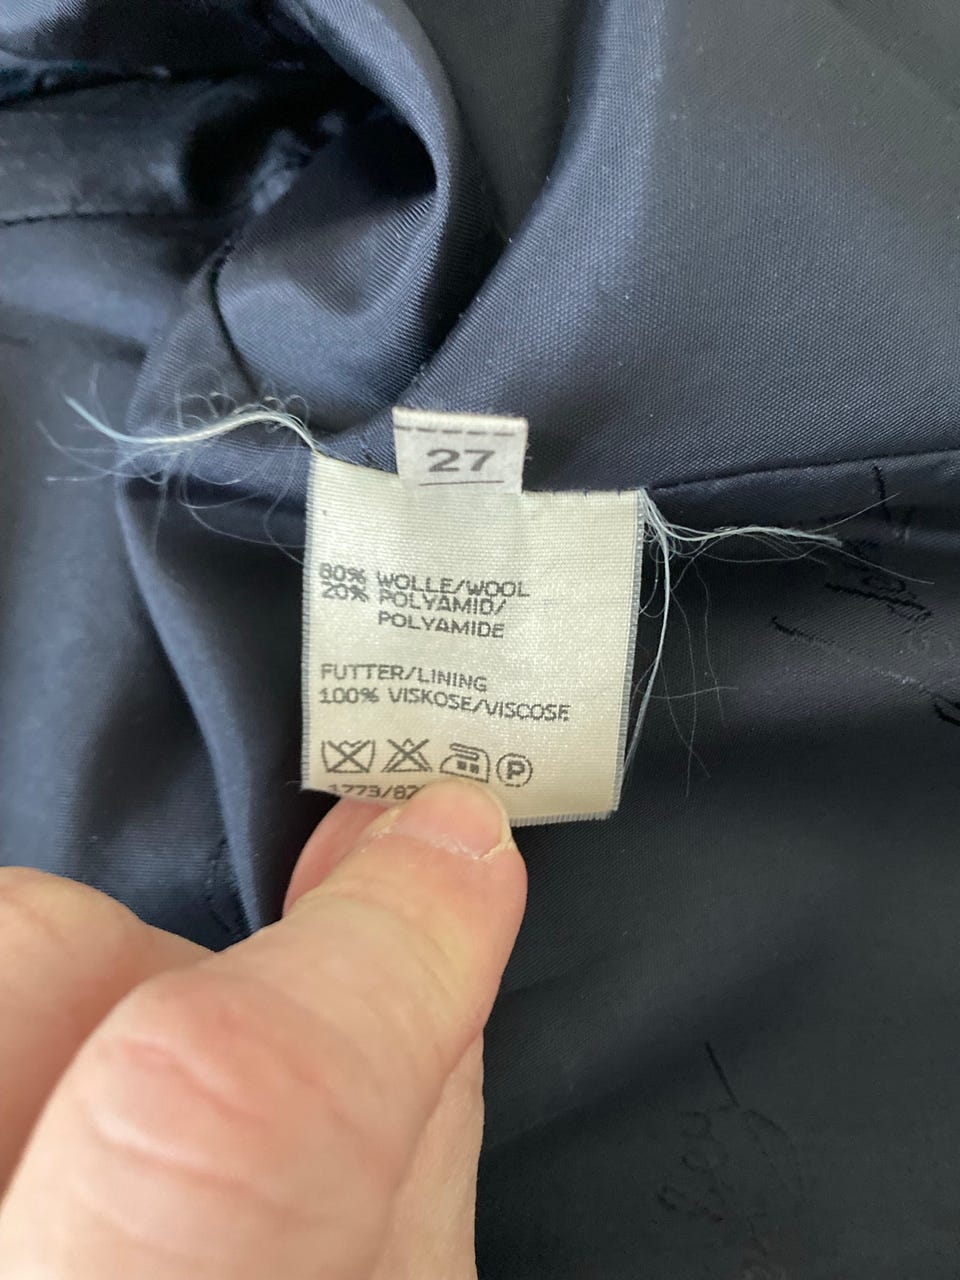 27
80% WOLLE/WOOL
20% POLYAMID/
POLYAMIDE
FUTTER/LINING
100% VISKOSE/VISCOSE
P